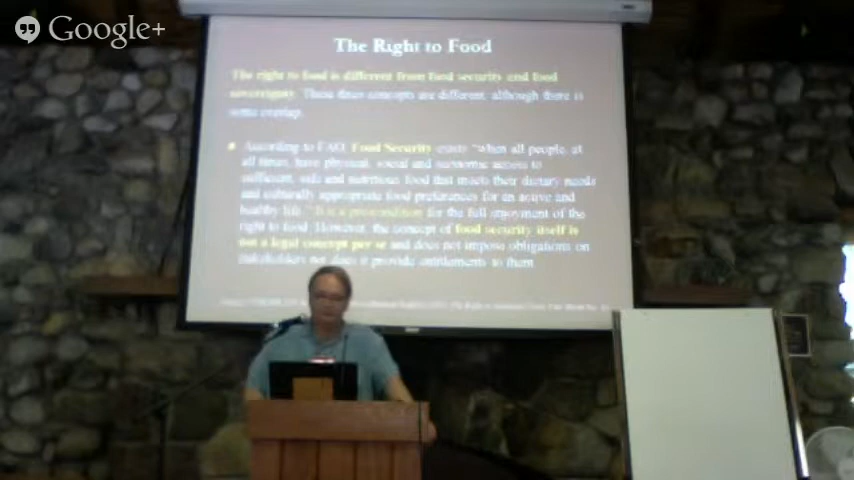 Google+
The Right to Food
The right to food is different from food security and food
sovereignty. These three concepts are different, although there is
some overlap.
According to FAO, Food Security exists "when all people, at
all times, have physical, social and economic access to
sufficient, safe and nutritious food that meets their dietary needs
and culturally appropriate food preferences for an active and
healthy life." It is a precondition for the full enjoyment of the
right to food. However, the concept of food security itself is
not a legal concept per se and does not impose obligations on
stakeholders nor does it provide entitlements to them.